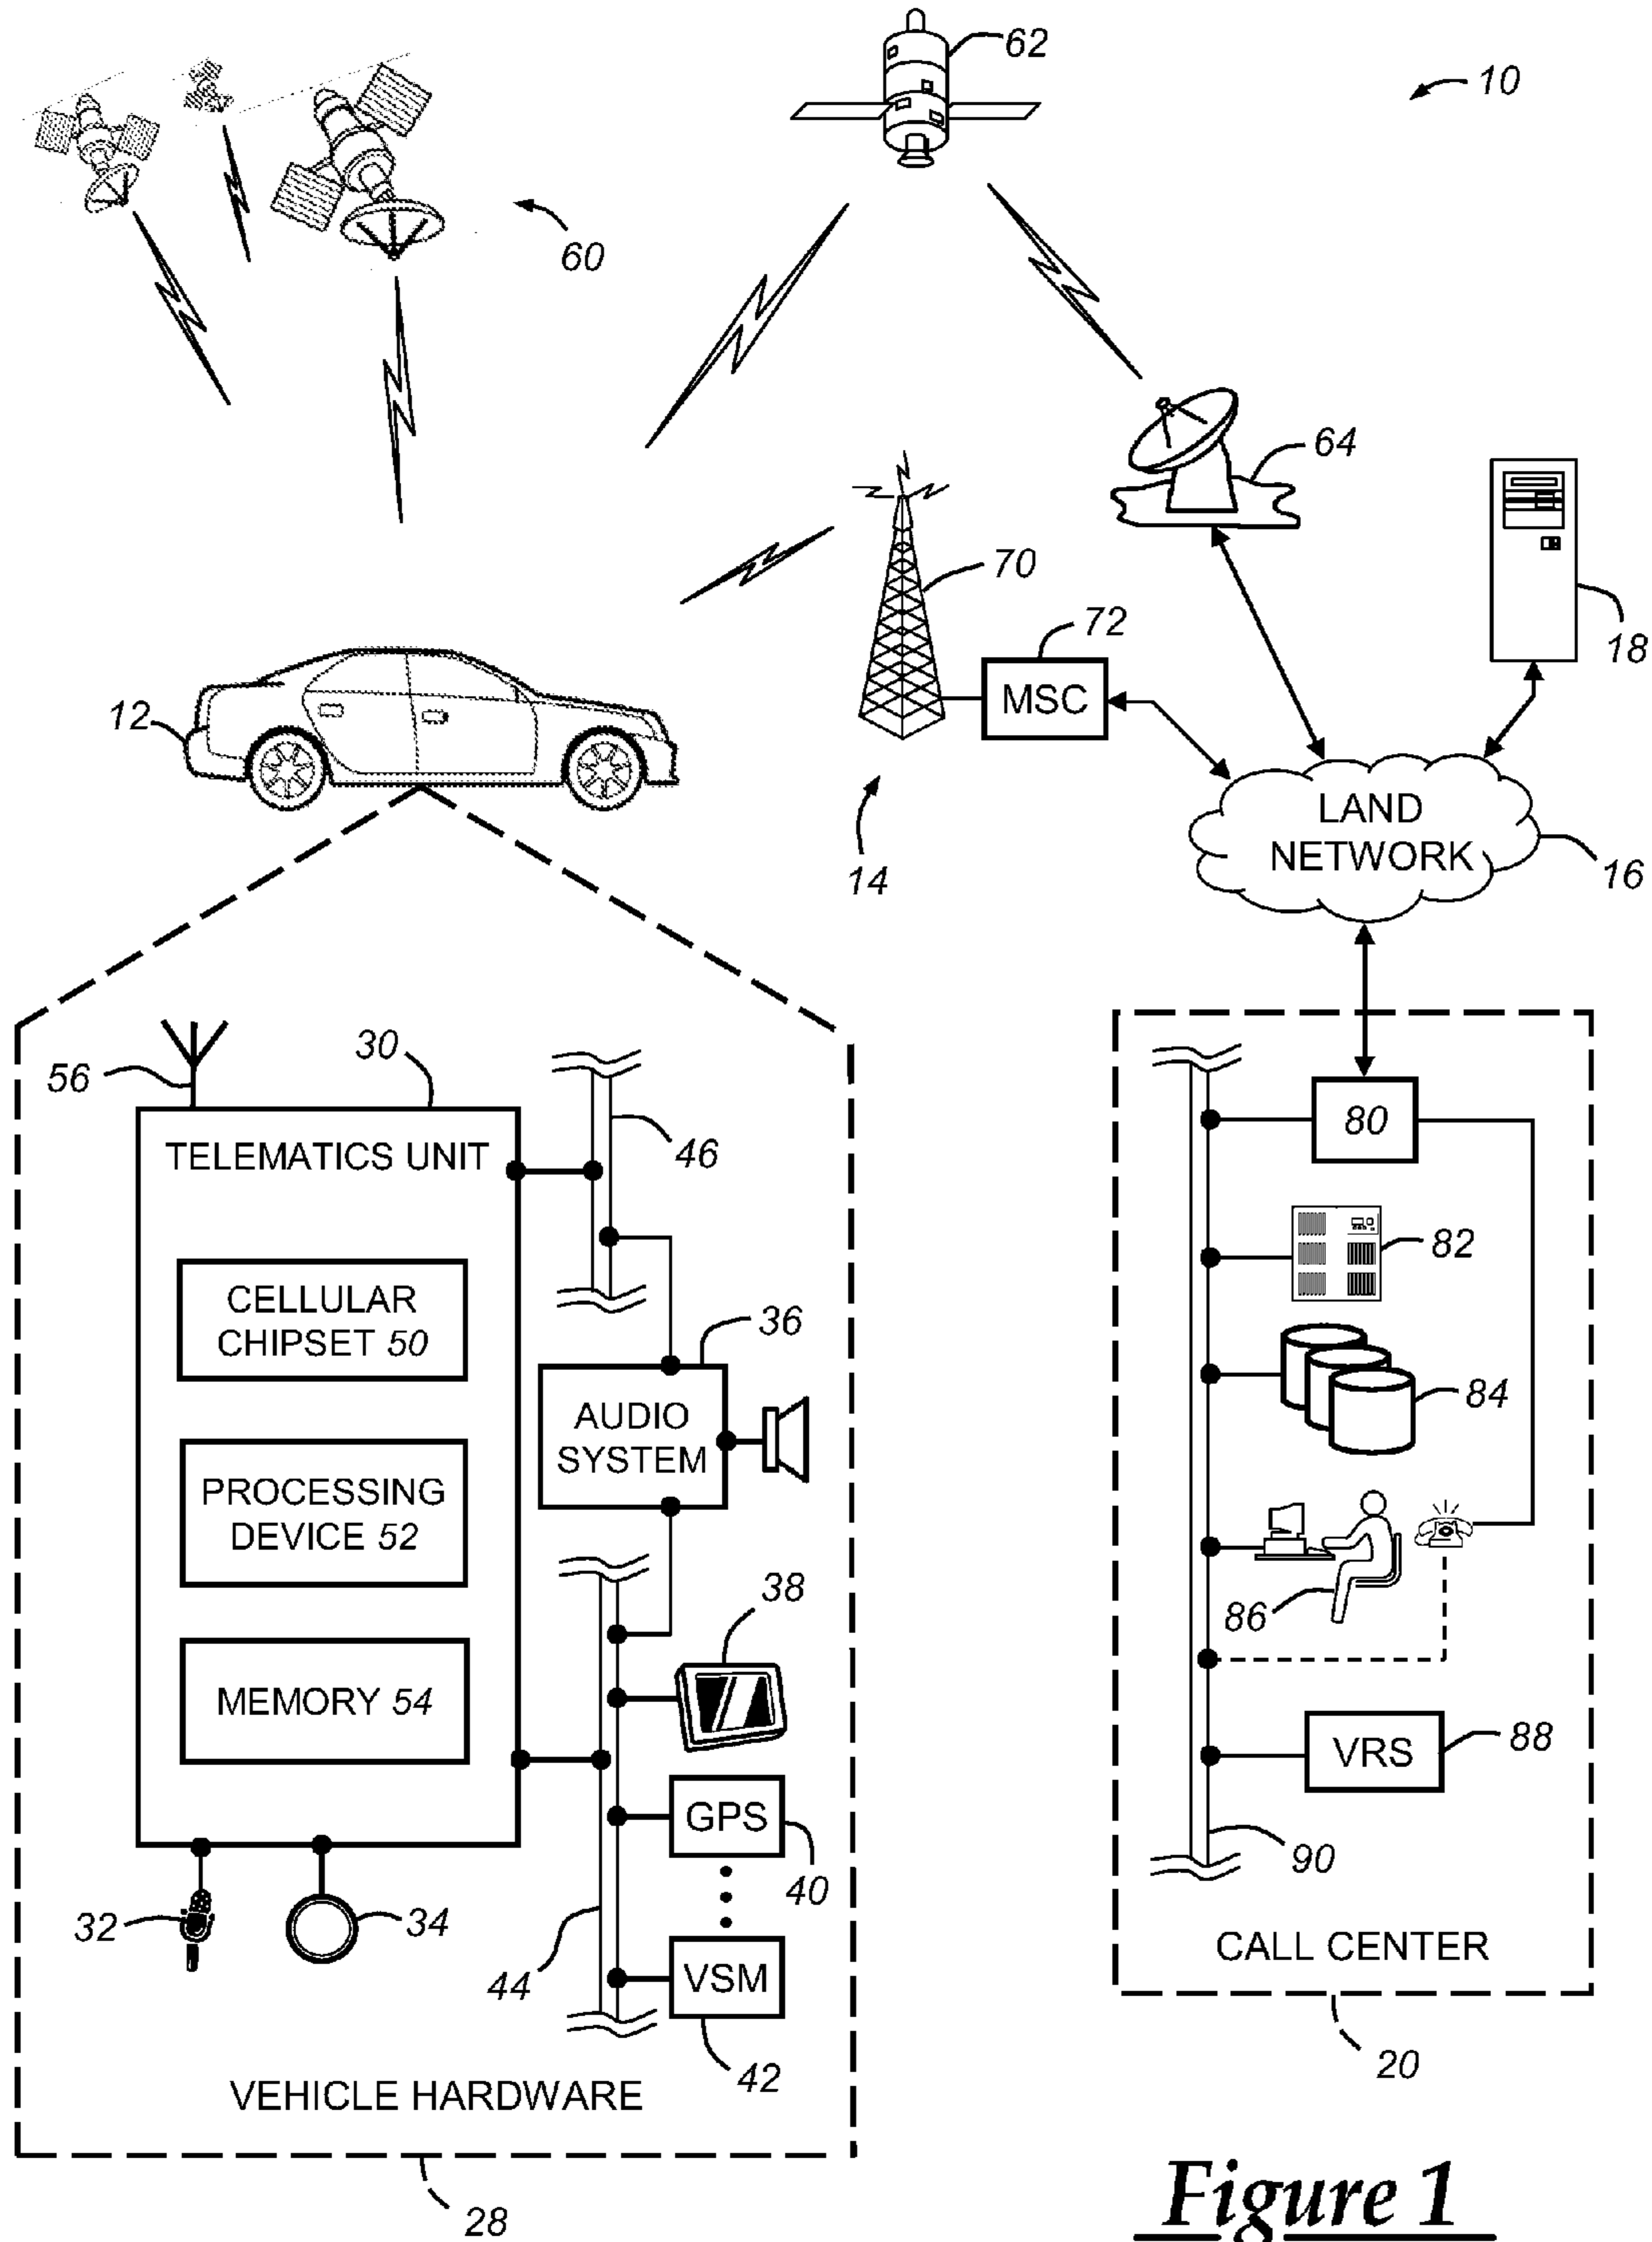 62
10
60
64
18
70
72
MSC
12
14
LAND
NETWORK
16
56
30
TELEMATICS UNIT
46
CELLULAR
CHIPSET 50
36
AUDIO
SYSTEM
PROCESSING
DEVICE 52
38
MEMORY 54
GPS
40
32
34
44
VSM
42
VEHICLE HARDWARE
28
80
82
84
86
VRS
88
90
CALL CENTER
20
Figure 1